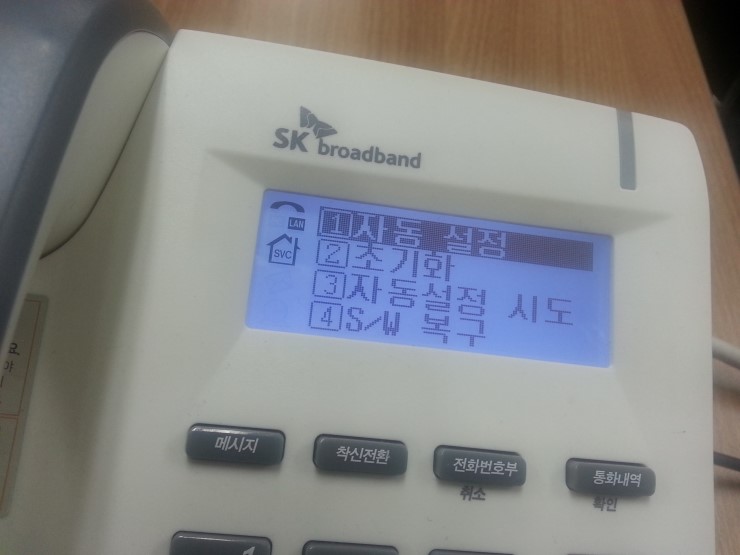 SK broadband
LAN
SVC
1 자동 설정
2 초기화
3 자동설정 시도
4 S/W 복구
메시지
착신전환
전화번호부
통화내역
취소
확인